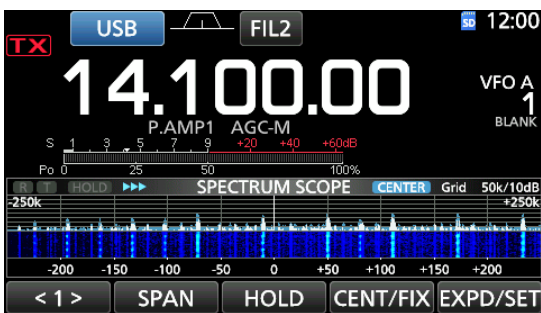 USB FIL2 SD 12:00
TX
14.100.00
VFO A
1
P.AMP1 AGC-M BLANK
S 1 3 5 7 9 +20 +40 +60dB
Po 0 25 50 100%
R T HOLD SPECTRUM SCOPE CENTER Grid 50k/10dB
-250k +250k
-200 -150 -100 -50 0 +50 +100 +150 +200
< 1 > SPAN HOLD CENT/FIX EXPD/SET